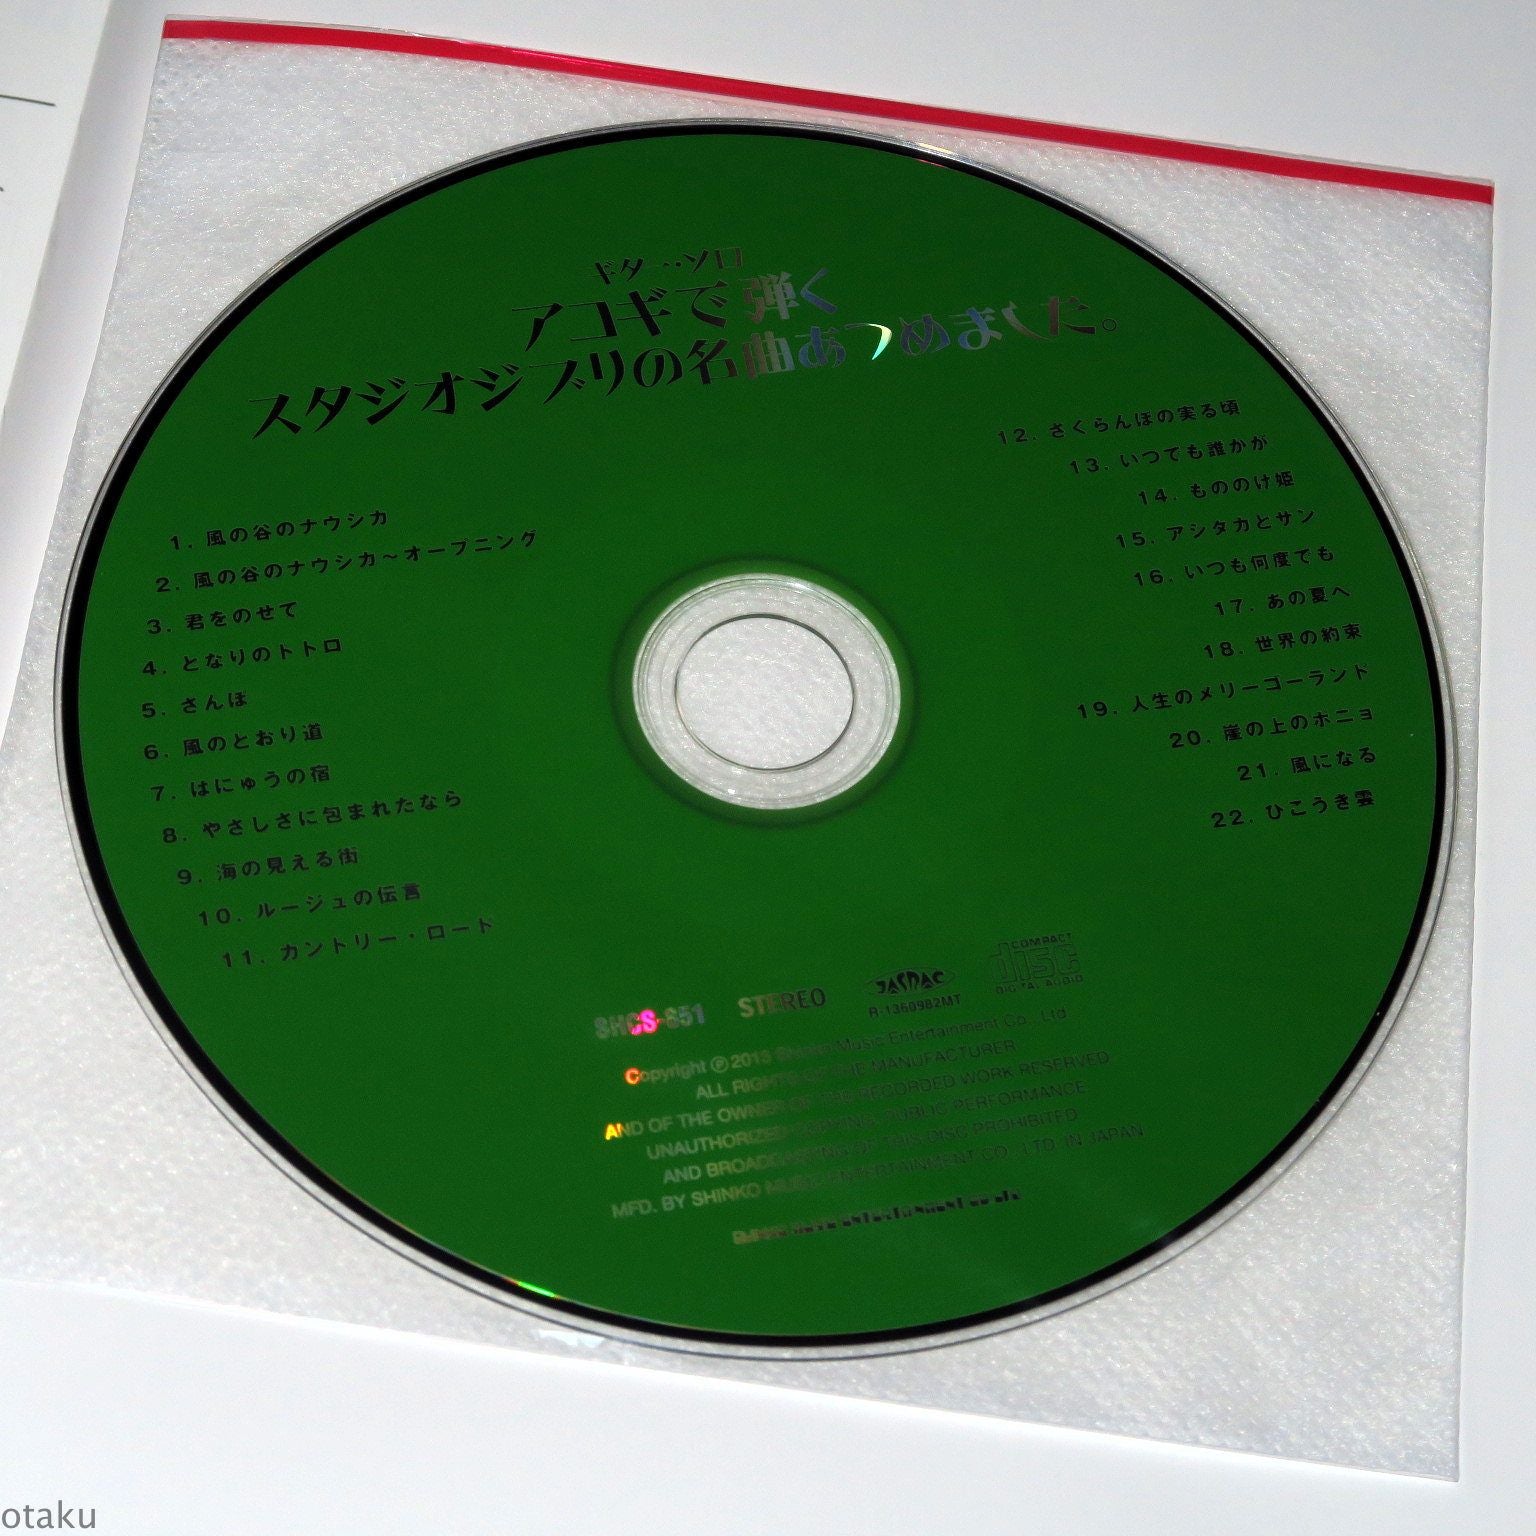 ギター・ソロ
アコギで弾く
スタジオジブリの名曲あつめました。
1. 風の谷のナウシカ
2. 風の谷のナウシカ～オープニング
3. 君をのせて
4. となりのトトロ
5. さんぽ
6. 風のとおり道
7. はにゅうの宿
8. やさしさに包まれたなら
9. 海の見える街
10. ルージュの伝言
11. カントリー・ロード
12. さくらんぼの実る頃
13. いつでも誰かが
14. もののけ姫
15. アシタカとサン
16. いつも何度でも
17. あの夏へ
18. 世界の約束
19. 人生のメリーゴーランド
20. 崖の上のポニョ
21. 風になる
22. ひこうき雲
SHCS-851 STEREO JASRAC COMPACT disc DIGITAL AUDIO
R-1360982MT
Copyright Ⓟ2013 Shinko Music Entertainment Co., Ltd
ALL RIGHTS OF THE MANUFACTURER
AND OF THE OWNER OF THE RECORDED WORK RESERVED
UNAUTHORIZED COPYING, PUBLIC PERFORMANCE
AND BROADCASTING OF THIS DISC PROHIBITED
MFD. BY SHINKO MUSIC ENTERTAINMENT CO., LTD. IN JAPAN
otaku